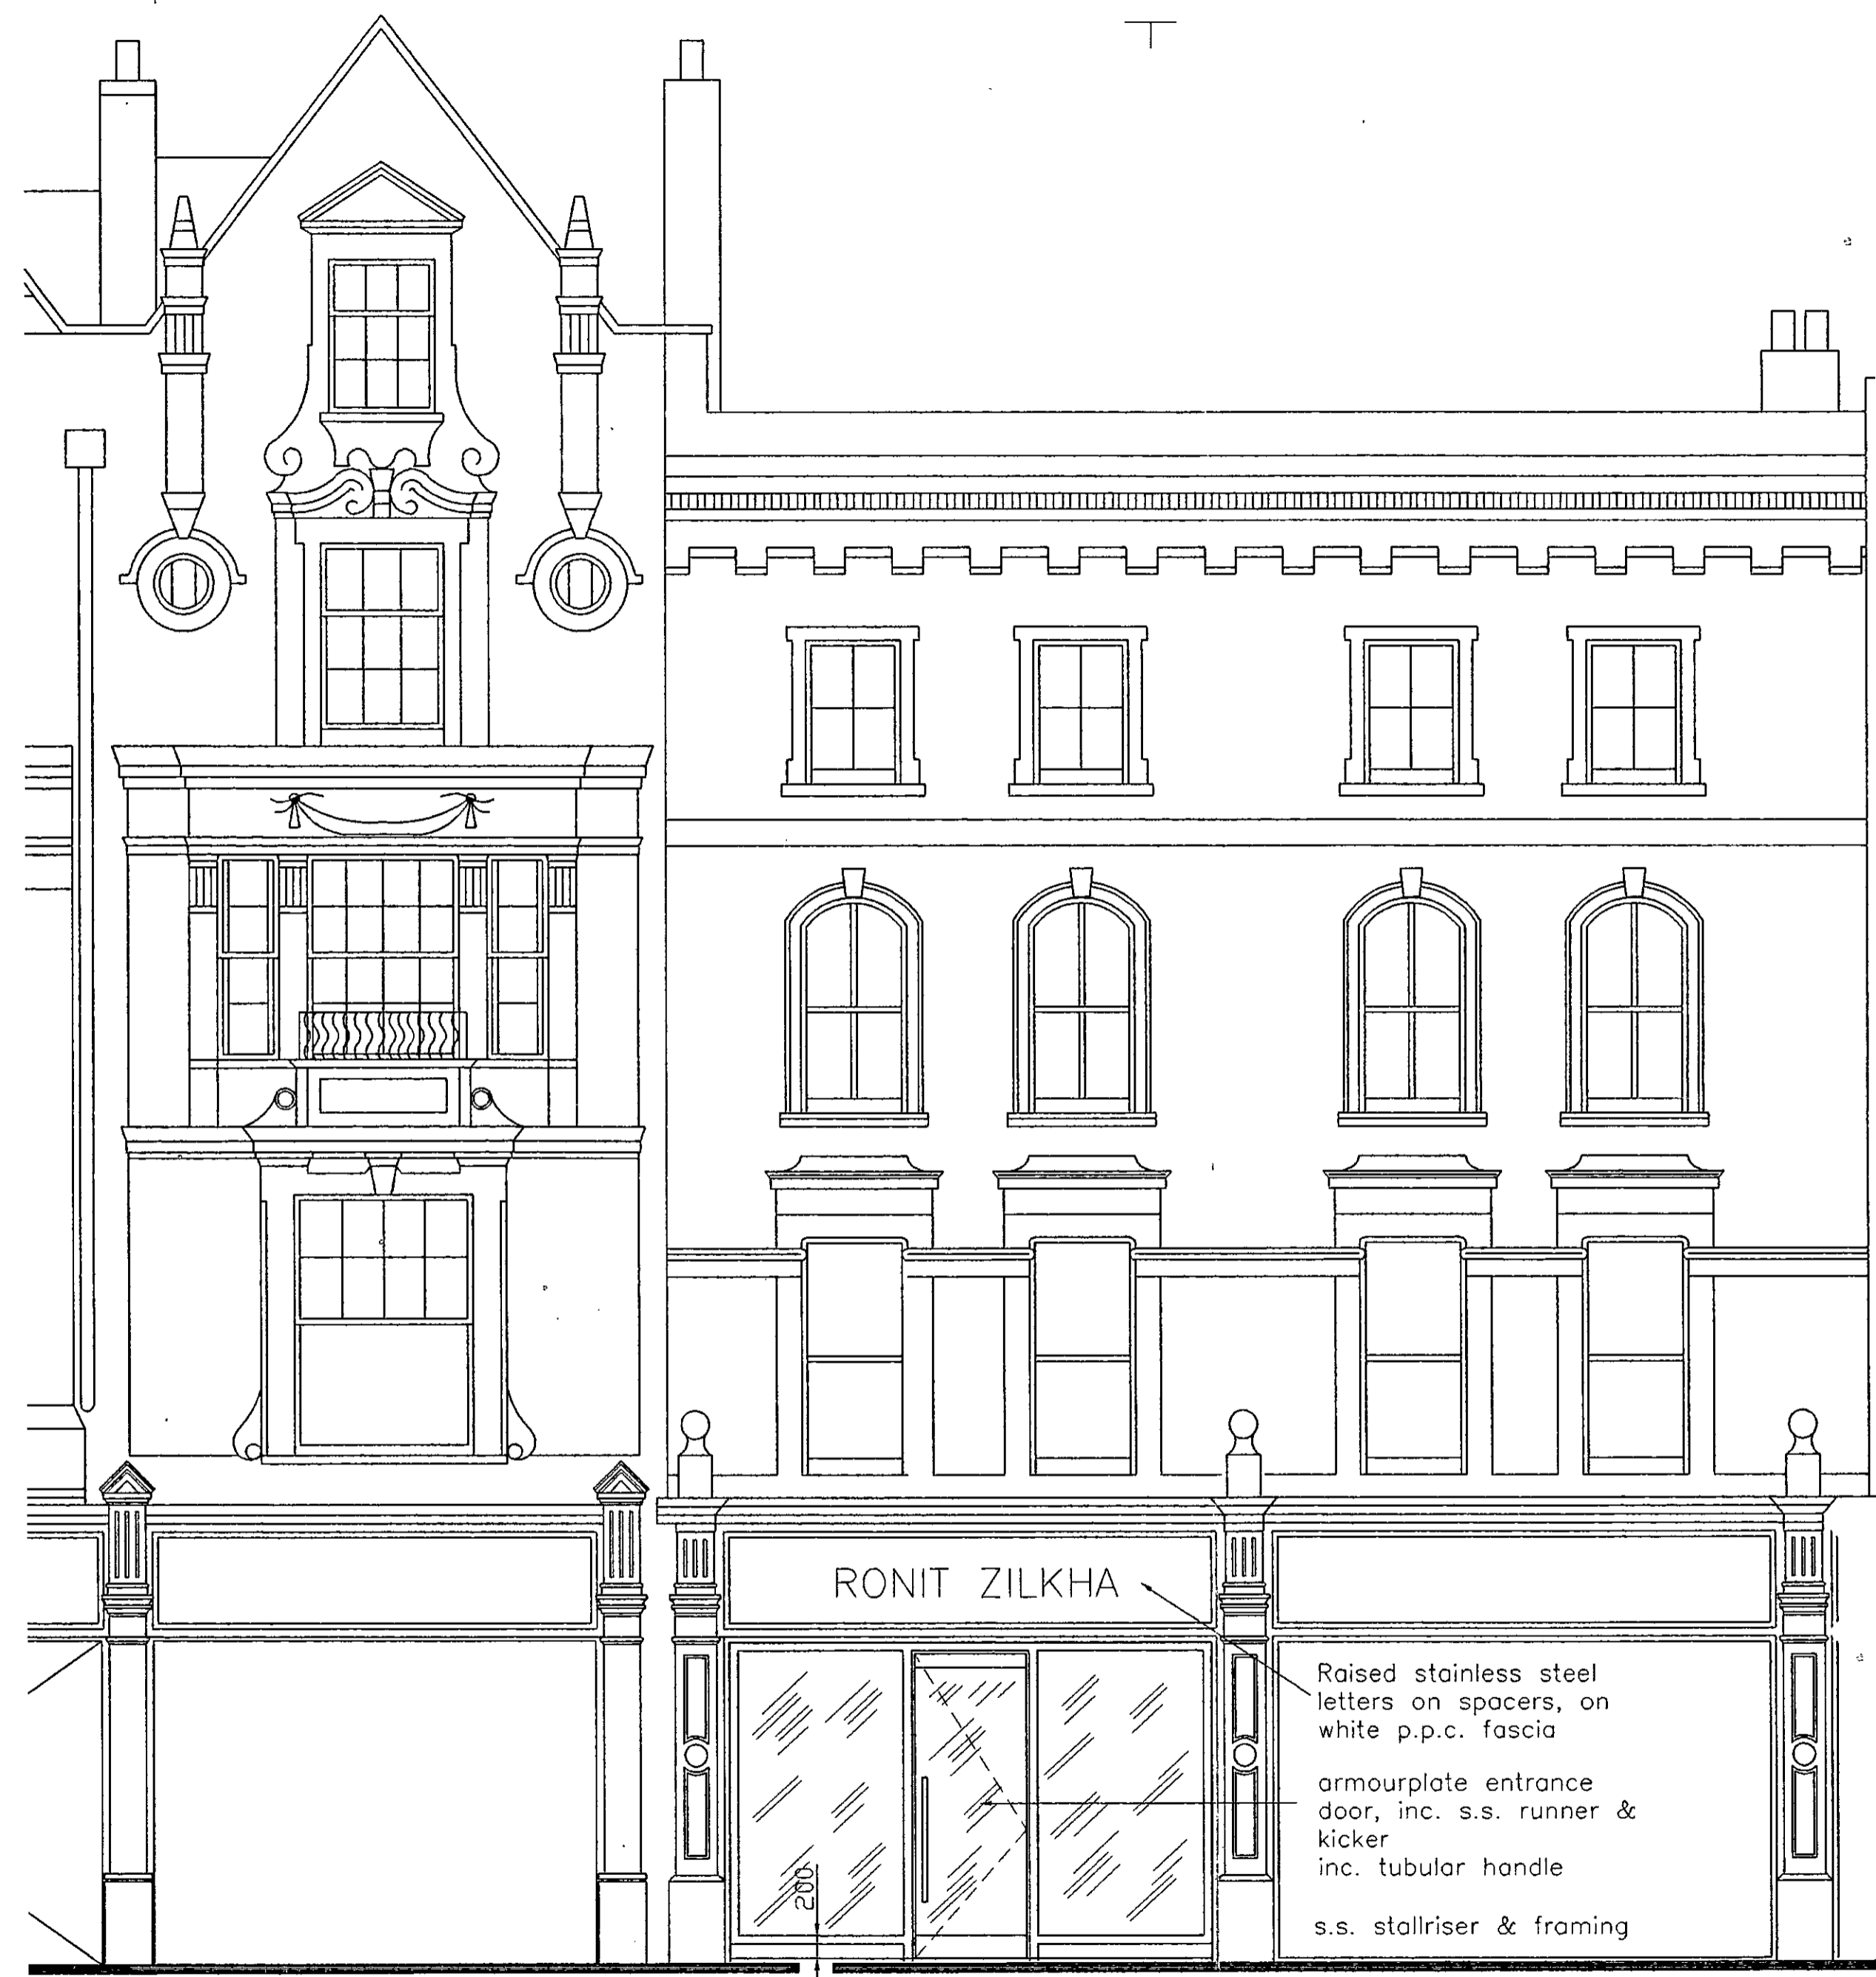 RONIT ZILKHA
Raised stainless steel
letters on spacers, on
white p.p.c. fascia
armourplate entrance
door, inc. s.s. runner &
kicker
inc. tubular handle
s.s. stallriser & framing
200